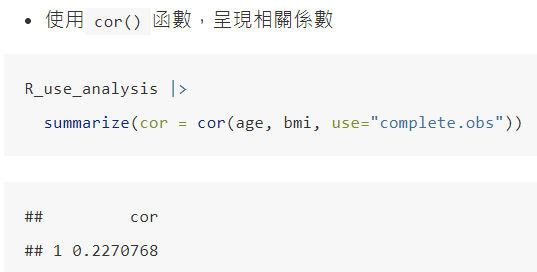 • 使用 cor() 函數，呈現相關係數
R_use_analysis |>
  summarize(cor = cor(age, bmi, use="complete.obs"))
##         cor
## 1 0.2270768